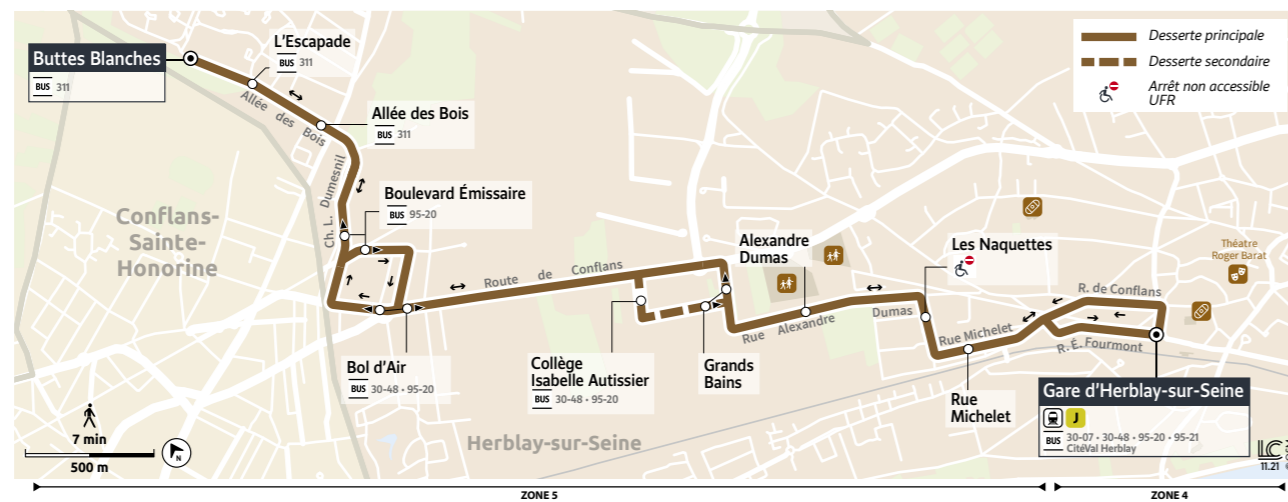 Buttes Blanches
BUS 311
L'Escapade
BUS 311
Allée des Bois
Allée des Bois
BUS 311
Ch. L. Dumesnil
Boulevard Émissaire
BUS 95-20
Conflans-
Sainte-
Honorine
Desserte principale
Desserte secondaire
Arrêt non accessible
UFR
Route de Conflans
Bol d'Air
BUS 30-48 • 95-20
Collège
Isabelle Autissier
BUS 30-48 • 95-20
Grands
Bains
Alexandre
Dumas
Rue Alexandre Dumas
Les Naquettes
Rue Michelet
Rue
Michelet
Théatre
Roger Barat
R. de Conflans
R. É. Fourmont
Gare d'Herblay-sur-Seine
J
BUS 30-07 • 30-48 • 95-20 • 95-21
CitéVal Herblay
Herblay-sur-Seine
7 min
500 m
N
LC
11.21
ZONE 5
ZONE 4